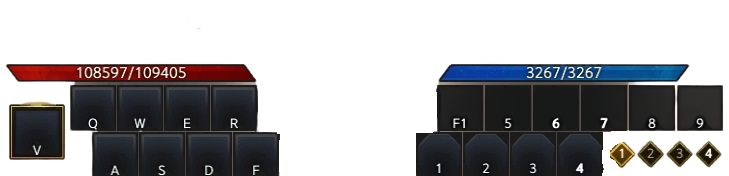 108597/109405
3267/3267
Q W E R
F1 5 6 7 8 9
V
A S D F
1 2 3 4
1 2 3 4